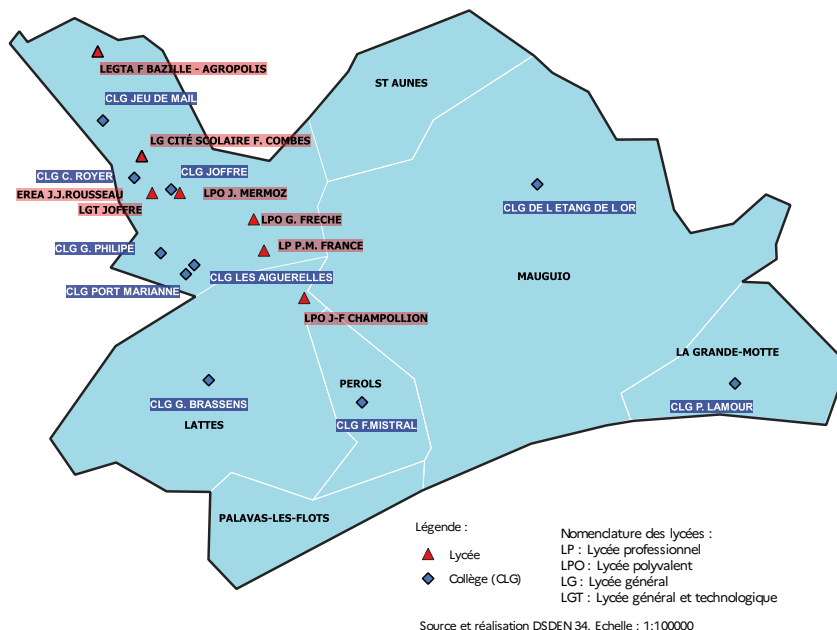 LEGTA F BAZILLE - AGROPOLIS
ST AUNES
CLG JEU DE MAIL
LG CITÉ SCOLAIRE F. COMBES
CLG C. ROYER
CLG JOFFRE
EREA J.J.ROUSSEAU
LPO J. MERMOZ
LGT JOFFRE
CLG DE L ETANG DE L OR
LPO G. FRECHE
CLG G. PHILIPE
LP P.M. FRANCE
MAUGUIO
CLG LES AIGUERELLES
CLG PORT MARIANNE
LPO J-F CHAMPOLLION
LA GRANDE-MOTTE
PEROLS
CLG G. BRASSENS
CLG P. LAMOUR
LATTES
CLG F.MISTRAL
PALAVAS-LES-FLOTS
Légende :
Lycée
Collège (CLG)
Nomenclature des lycées :
LP : Lycée professionnel
LPO : Lycée polyvalent
LG : Lycée général
LGT : Lycée général et technologique
Source et réalisation DSDEN 34. Echelle : 1:100000